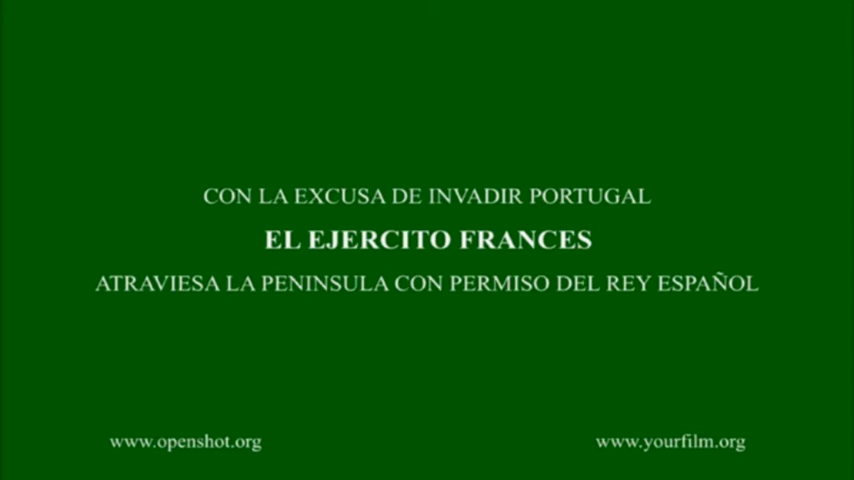 CON LA EXCUSA DE INVADIR PORTUGAL
EL EJERCITO FRANCES
ATRAVIESA LA PENINSULA CON PERMISO DEL REY ESPAÑOL
www.openshot.org
www.yourfilm.org